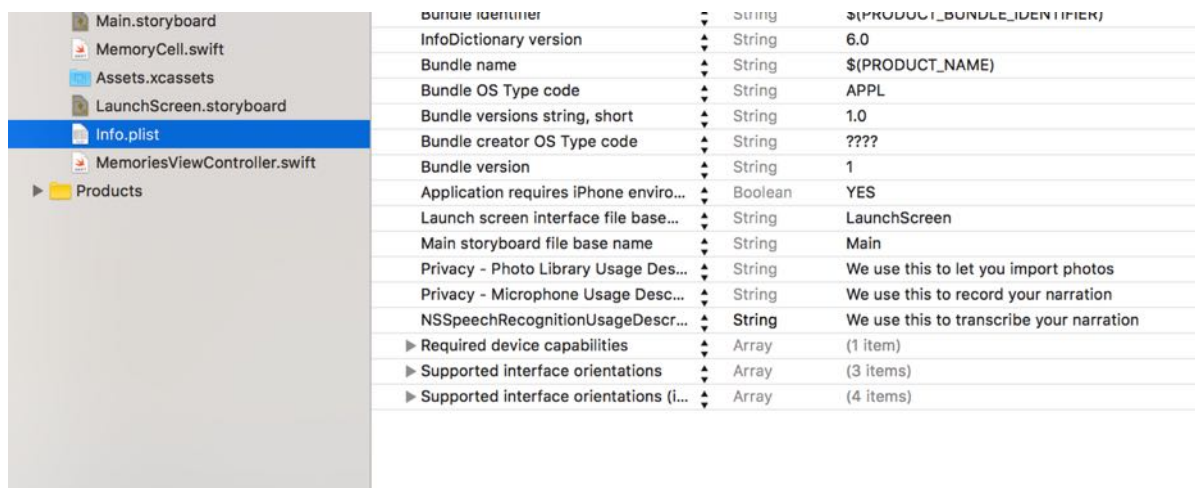 Main.storyboard
MemoryCell.swift
Assets.xcassets
LaunchScreen.storyboard
Info.plist
MemoriesViewController.swift
Products
Bundle identifier String $(PRODUCT_BUNDLE_IDENTIFIER)
InfoDictionary version String 6.0
Bundle name String $(PRODUCT_NAME)
Bundle OS Type code String APPL
Bundle versions string, short String 1.0
Bundle creator OS Type code String ????
Bundle version String 1
Application requires iPhone enviro... Boolean YES
Launch screen interface file base... String LaunchScreen
Main storyboard file base name String Main
Privacy - Photo Library Usage Des... String We use this to let you import photos
Privacy - Microphone Usage Desc... String We use this to record your narration
NSSpeechRecognitionUsageDescr... String We use this to transcribe your narration
Required device capabilities Array (1 item)
Supported interface orientations Array (3 items)
Supported interface orientations (i... Array (4 items)